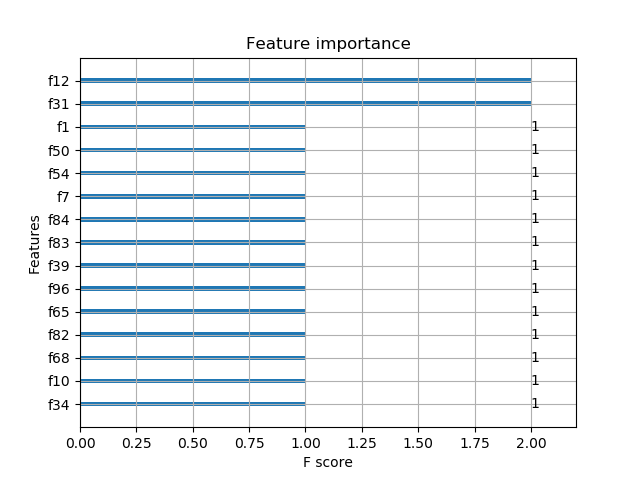 Feature importance
f12
f31
f1 1
f50 1
f54 1
f7 1
f84 1
f83 1
f39 1
f96 1
f65 1
f82 1
f68 1
f10 1
f34 1
Features
0.00 0.25 0.50 0.75 1.00 1.25 1.50 1.75 2.00
F score